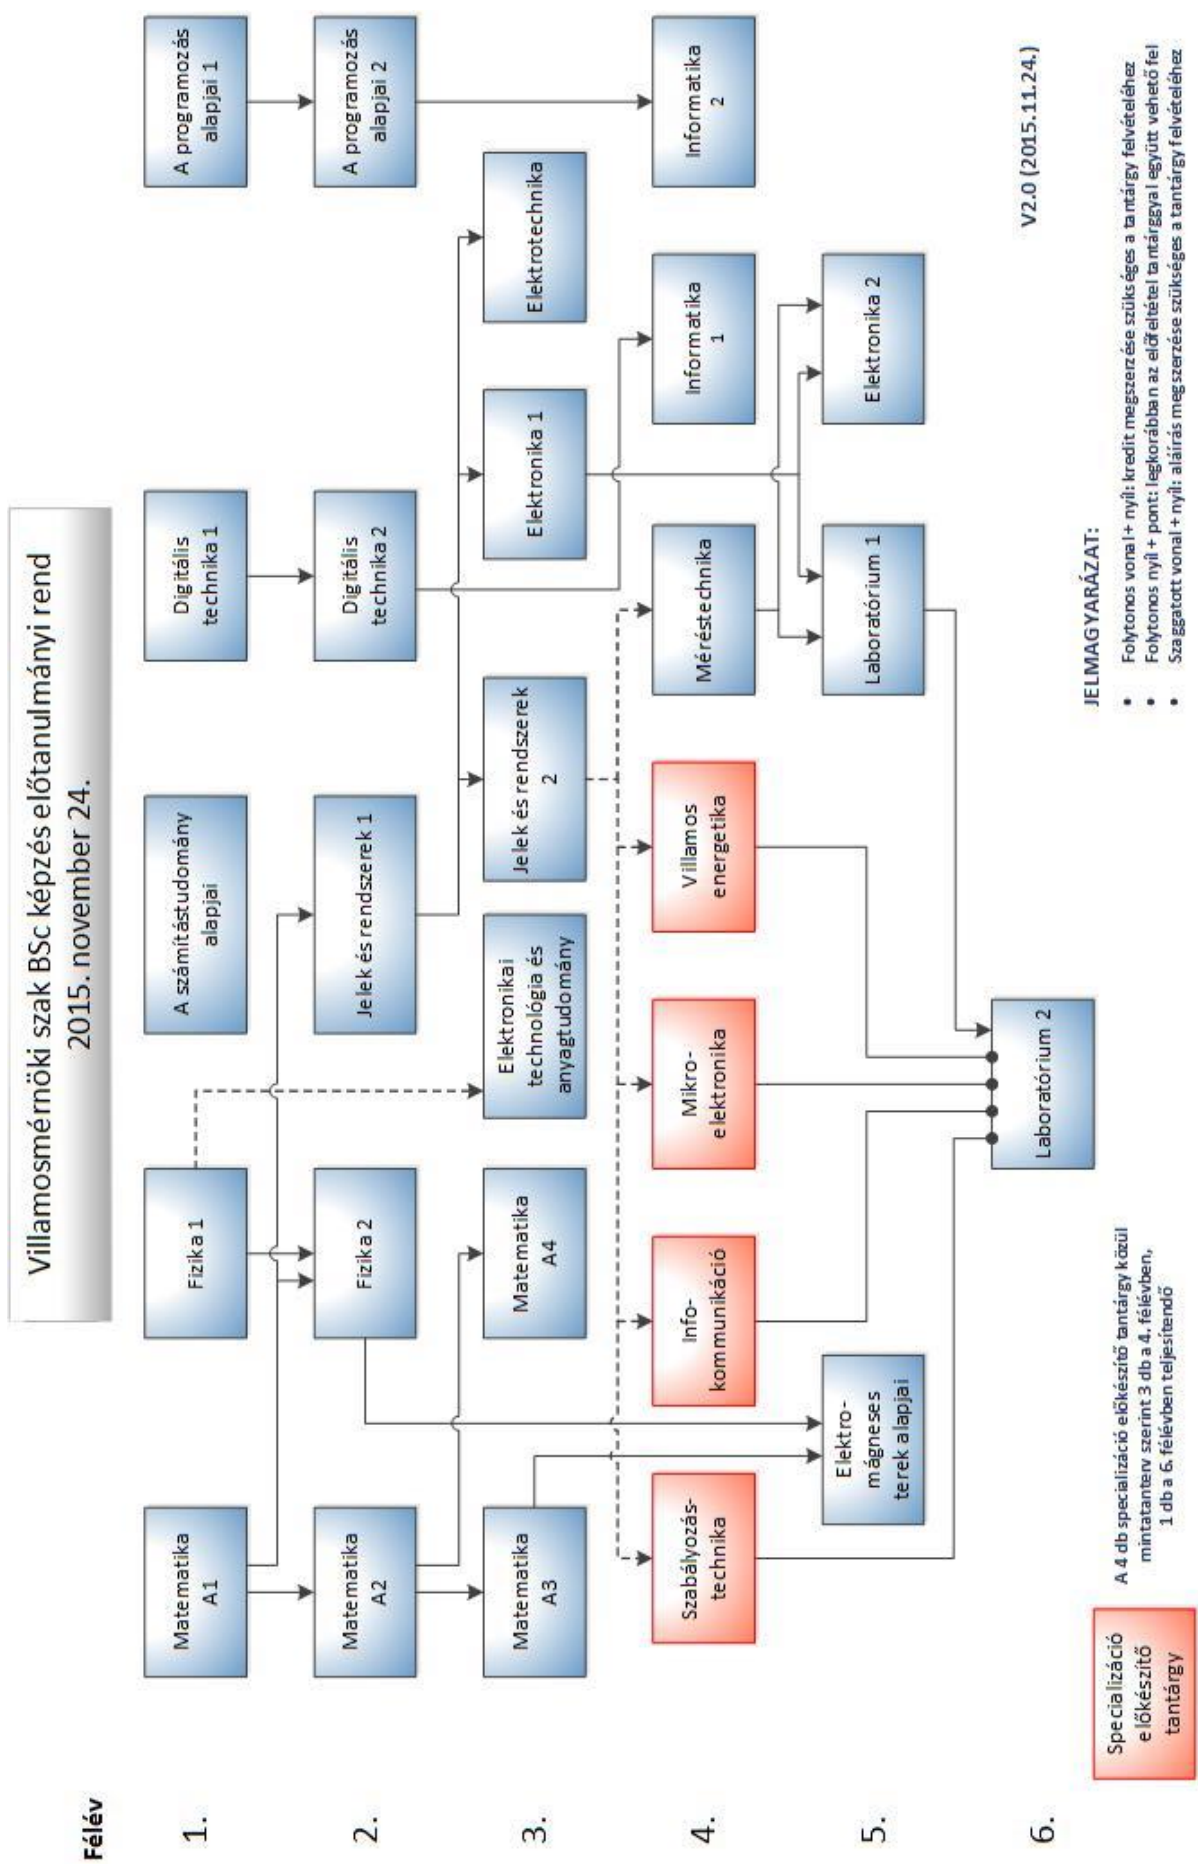 Villamosmérnöki szak BSc képzés előtanulmányi rend
2015. november 24.
Félév
1.
Matematika
A1
Fizika 1
A számítástudomány
alapjai
Digitális
technika 1
A programozás
alapjai 1
2.
Matematika
A2
Fizika 2
Jelek és rendszerek 1
Digitális
technika 2
A programozás
alapjai 2
3.
Matematika
A3
Matematika
A4
Elektronikai
technológia és
anyagtudomány
Jelek és rendszerek
2
Elektronika 1
Elektrotechnika
4.
Szabályozás-
technika
Info-
kommunikáció
Mikro-
elektronika
Villamos
energetika
Méréstechnika
Informatika
1
Informatika
2
5.
Elektro-
mágneses
terek alapjai
Laboratórium 1
Elektronika 2
6.
Laboratórium 2
V2.0 (2015.11.24.)
Specializáció
előkészítő
tantárgy
A 4 db specializáció előkészítő tantárgy közül
mintatanterv szerint 3 db a 4. félévben,
1 db a 6. félévben teljesítendő
JELMAGYARÁZAT:
• Folytonos vonal + nyíl: kredit megszerzése szükséges a tantárgy felvételéhez
• Folytonos nyíl + pont: legkorábban az előfeltétel tantárggyal együtt vehető fel
• Szaggatott vonal + nyíl: aláírás megszerzése szükséges a tantárgy felvételéhez